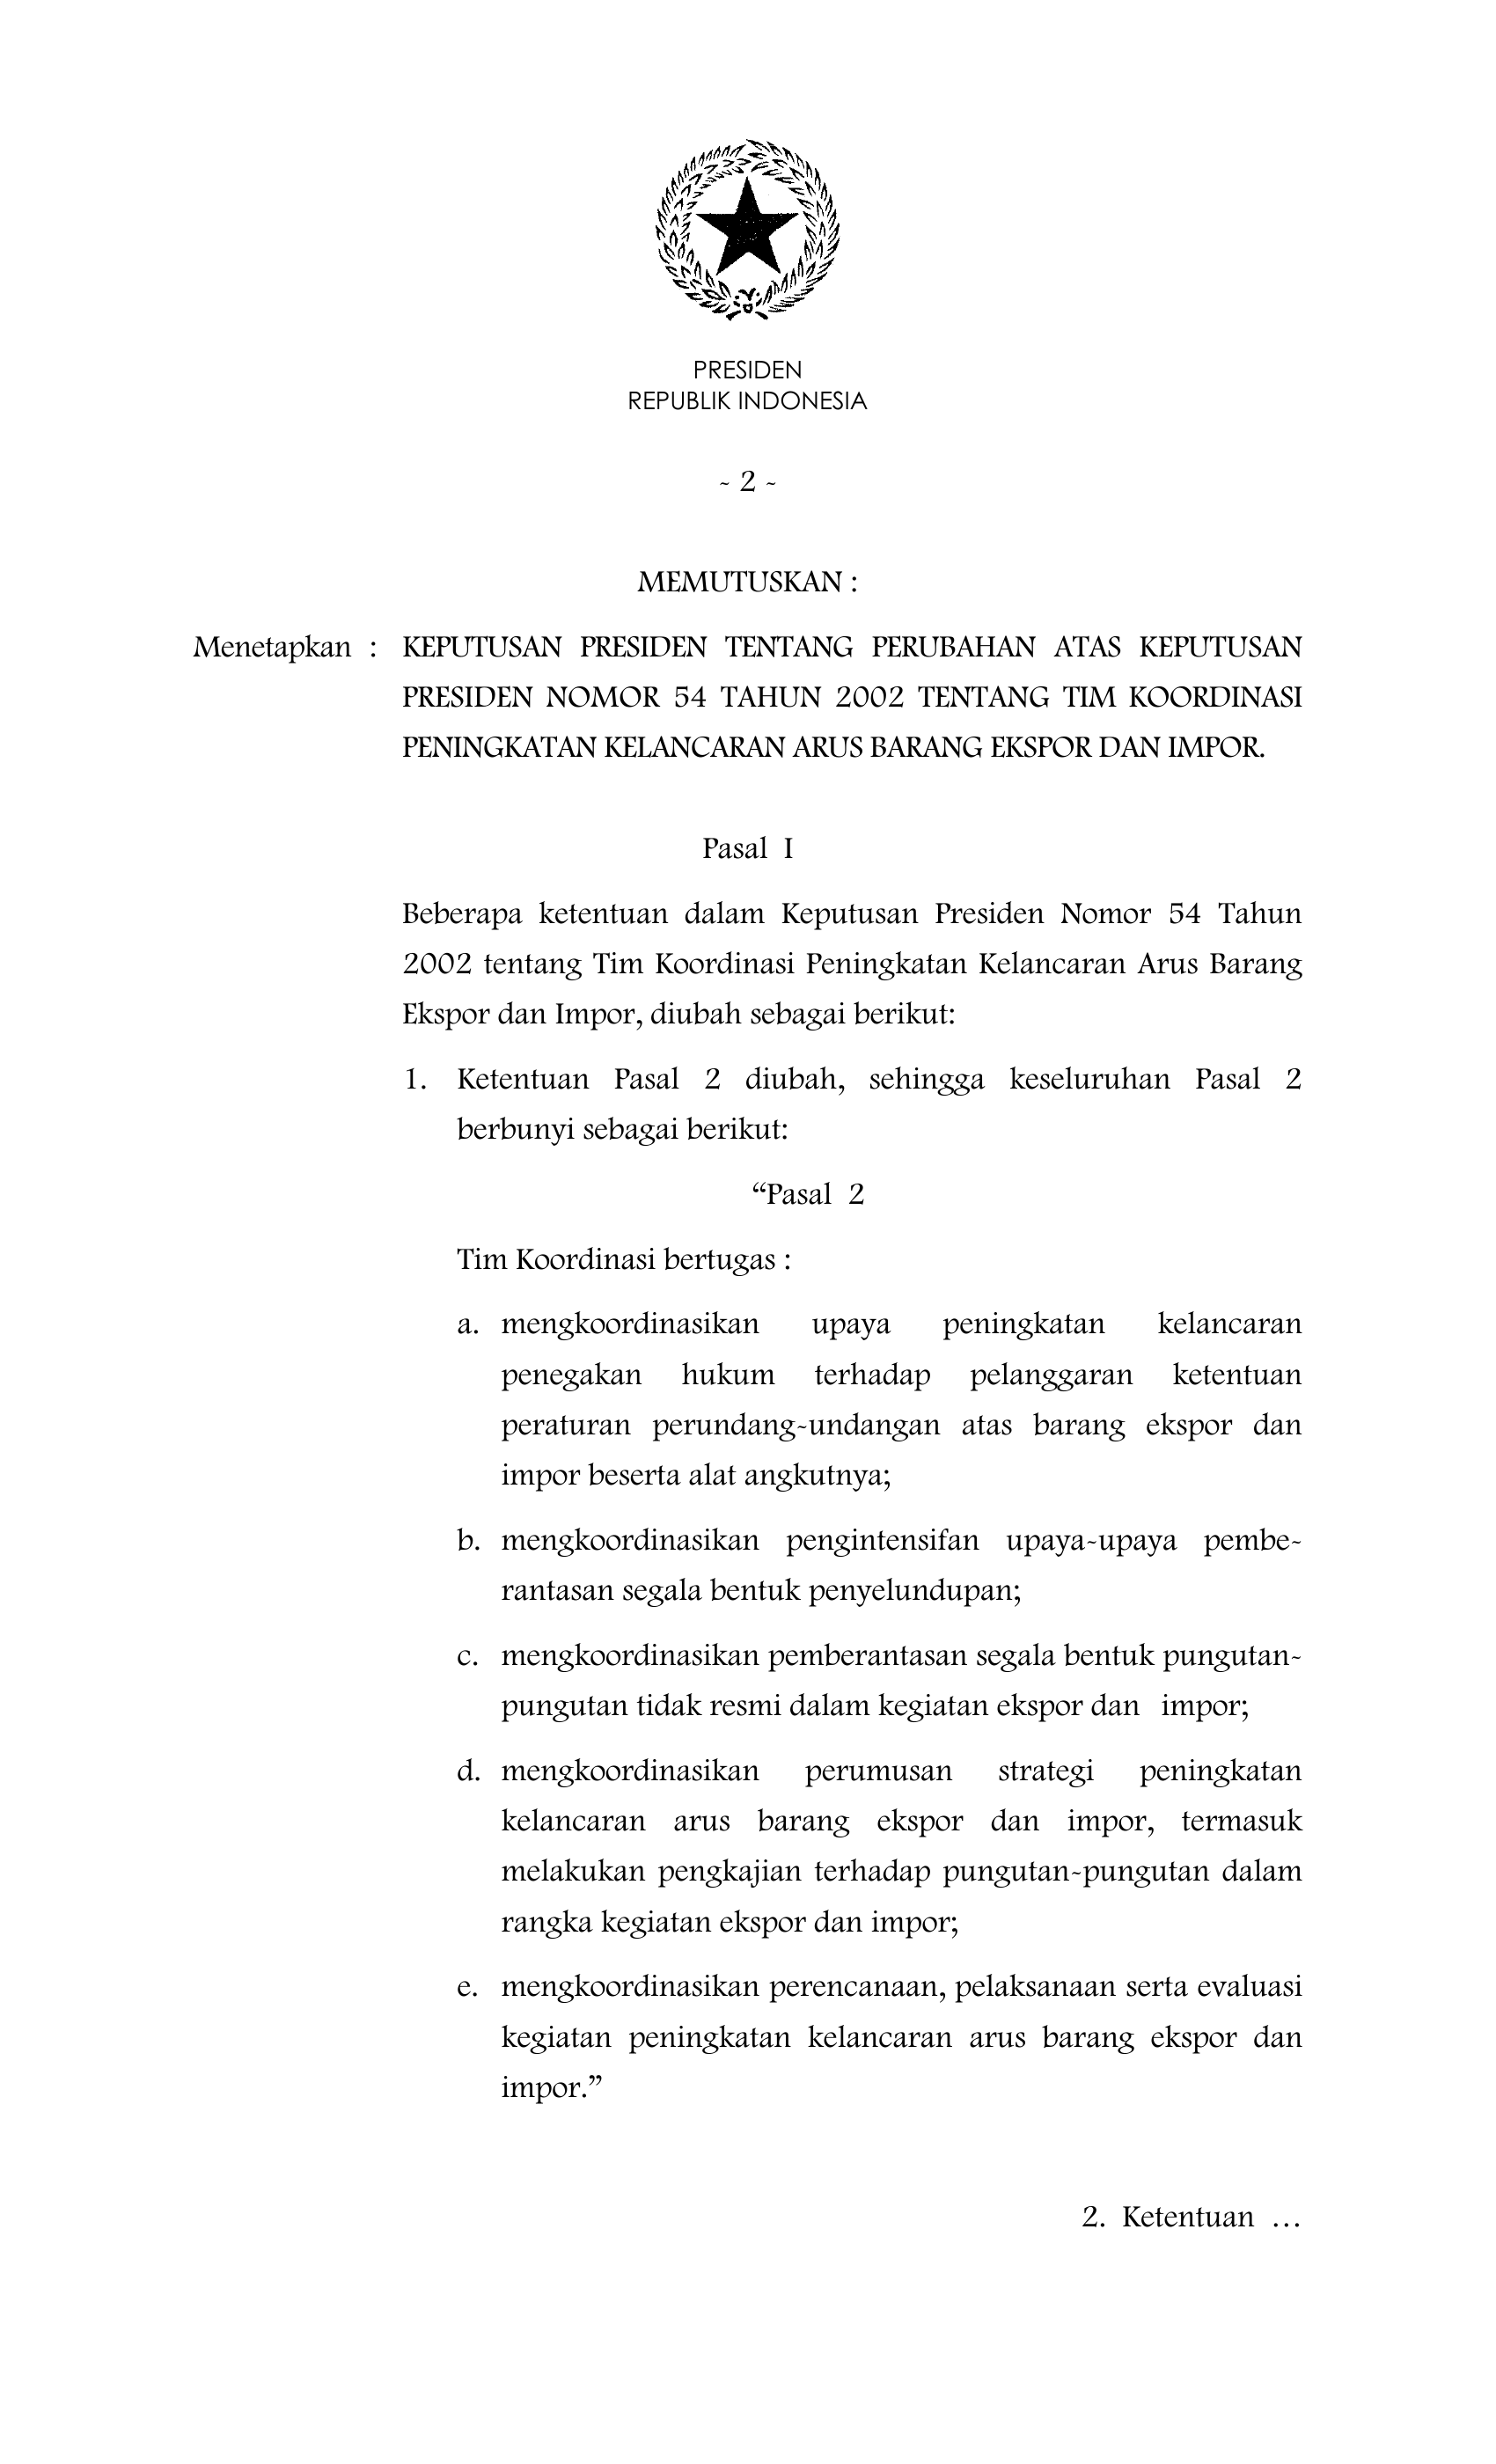 PRESIDEN
REPUBLIK INDONESIA
~ 2 ~
MEMUTUSKAN :
Menetapkan : KEPUTUSAN PRESIDEN TENTANG PERUBAHAN ATAS KEPUTUSAN
PRESIDEN NOMOR 54 TAHUN 2002 TENTANG TIM KOORDINASI
PENINGKATAN KELANCARAN ARUS BARANG EKSPOR DAN IMPOR.
Pasal I
Beberapa ketentuan dalam Keputusan Presiden Nomor 54 Tahun
2002 tentang Tim Koordinasi Peningkatan Kelancaran Arus Barang
Ekspor dan Impor, diubah sebagai berikut:
1. Ketentuan Pasal 2 diubah, sehingga keseluruhan Pasal 2
berbunyi sebagai berikut:
“Pasal 2
Tim Koordinasi bertugas :
a. mengkoordinasikan upaya peningkatan kelancaran
penegakan hukum terhadap pelanggaran ketentuan
peraturan perundang-undangan atas barang ekspor dan
impor beserta alat angkutnya;
b. mengkoordinasikan pengintensifan upaya-upaya pembe-
rantasan segala bentuk penyelundupan;
c. mengkoordinasikan pemberantasan segala bentuk pungutan-
pungutan tidak resmi dalam kegiatan ekspor dan impor;
d. mengkoordinasikan perumusan strategi peningkatan
kelancaran arus barang ekspor dan impor, termasuk
melakukan pengkajian terhadap pungutan-pungutan dalam
rangka kegiatan ekspor dan impor;
e. mengkoordinasikan perencanaan, pelaksanaan serta evaluasi
kegiatan peningkatan kelancaran arus barang ekspor dan
impor.”
2. Ketentuan …